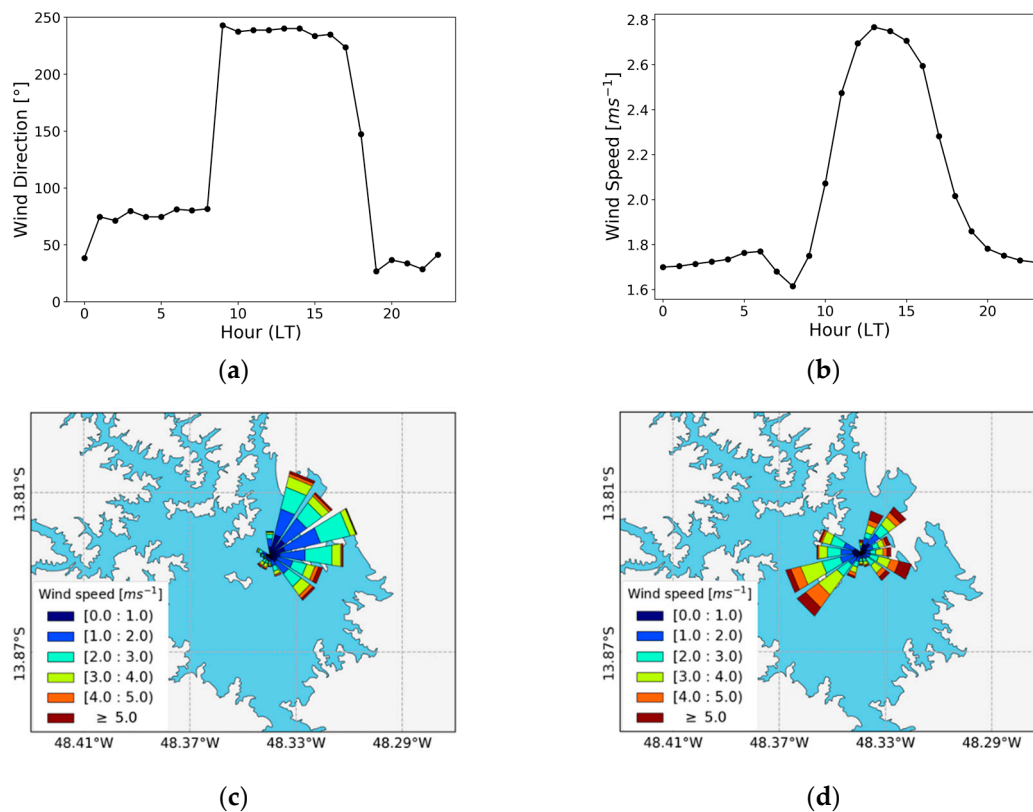 250
200
150
100
50
0
Wind Direction [°]
0 5 10 15 20
Hour (LT)
(a)
2.8
2.6
2.4
2.2
2.0
1.8
1.6
Wind Speed [ms⁻¹]
0 5 10 15 20
Hour (LT)
(b)
13.81°S
13.87°S
Wind speed [ms⁻¹]
[0.0 : 1.0)
[1.0 : 2.0)
[2.0 : 3.0)
[3.0 : 4.0)
[4.0 : 5.0)
≥ 5.0
48.41°W 48.37°W 48.33°W 48.29°W
(c)
13.81°S
13.87°S
Wind speed [ms⁻¹]
[0.0 : 1.0)
[1.0 : 2.0)
[2.0 : 3.0)
[3.0 : 4.0)
[4.0 : 5.0)
≥ 5.0
48.41°W 48.37°W 48.33°W 48.29°W
(d)